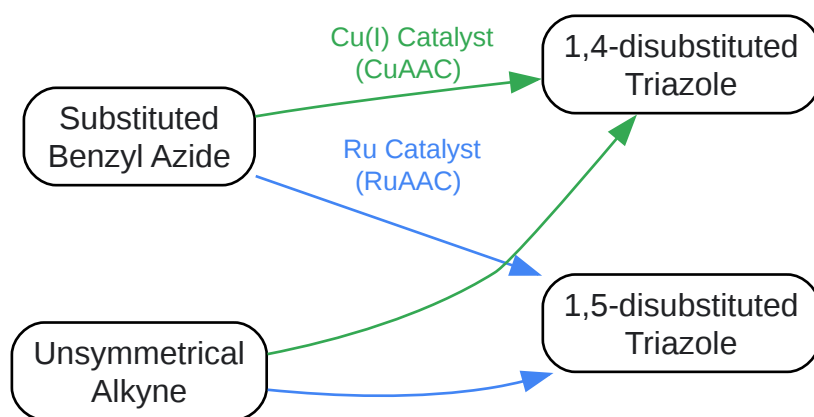 Cu(I) Catalyst
(CuAAC)
1,4-disubstituted
Triazole
Substituted
Benzyl Azide
Ru Catalyst
(RuAAC)
1,5-disubstituted
Triazole
Unsymmetrical
Alkyne